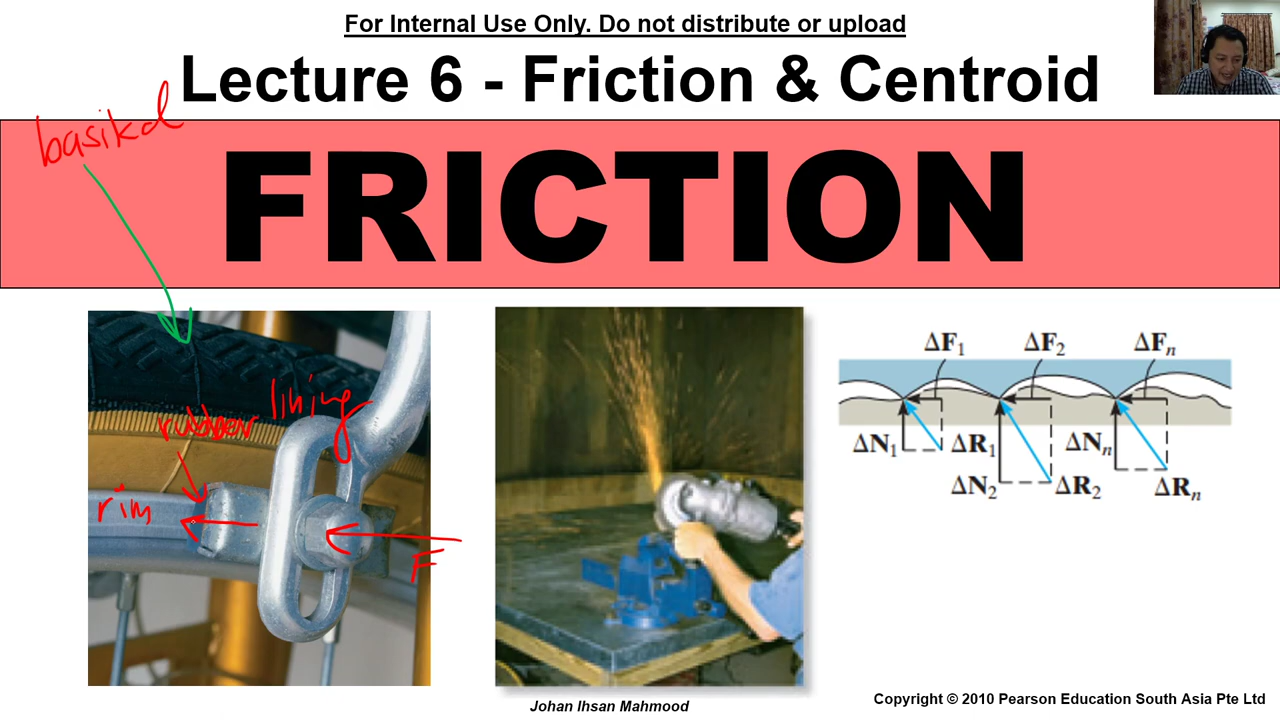 For Internal Use Only. Do not distribute or upload
Lecture 6 - Friction & Centroid
basikal
FRICTION
rubber lining
rim
F
ΔF₁ ΔF₂ ΔFₙ
ΔN₁ ΔR₁ ΔNₙ
ΔN₂ ΔR₂ ΔRₙ
Johan Ihsan Mahmood
Copyright © 2010 Pearson Education South Asia Pte Ltd